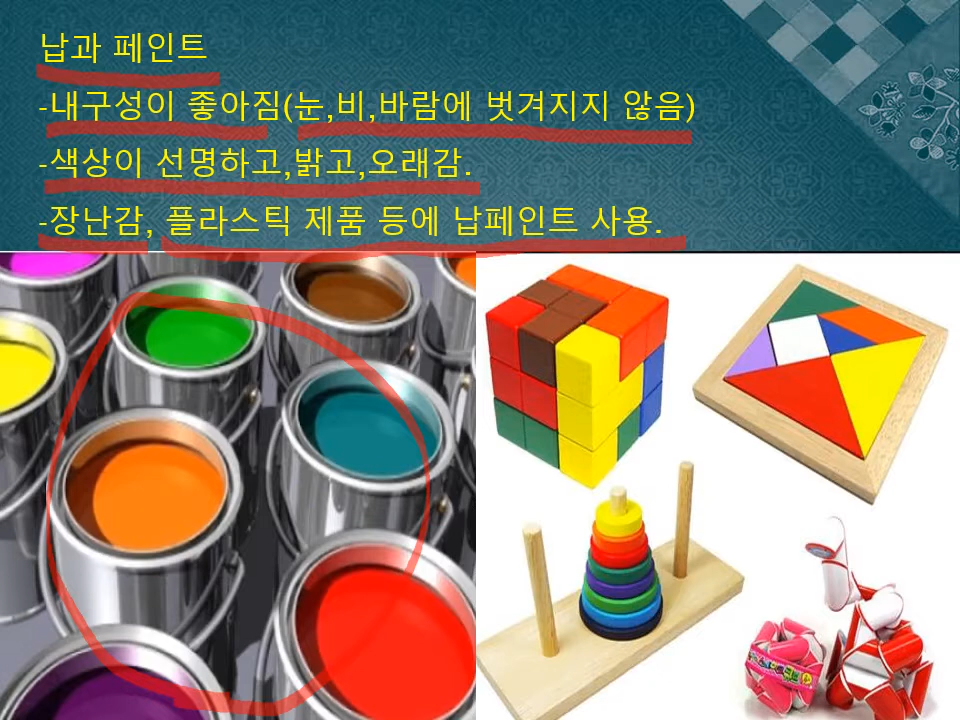 납과 페인트
-내구성이 좋아짐(눈,비,바람에 벗겨지지 않음)
-색상이 선명하고,밝고,오래감.
-장난감, 플라스틱 제품 등에 납페인트 사용.